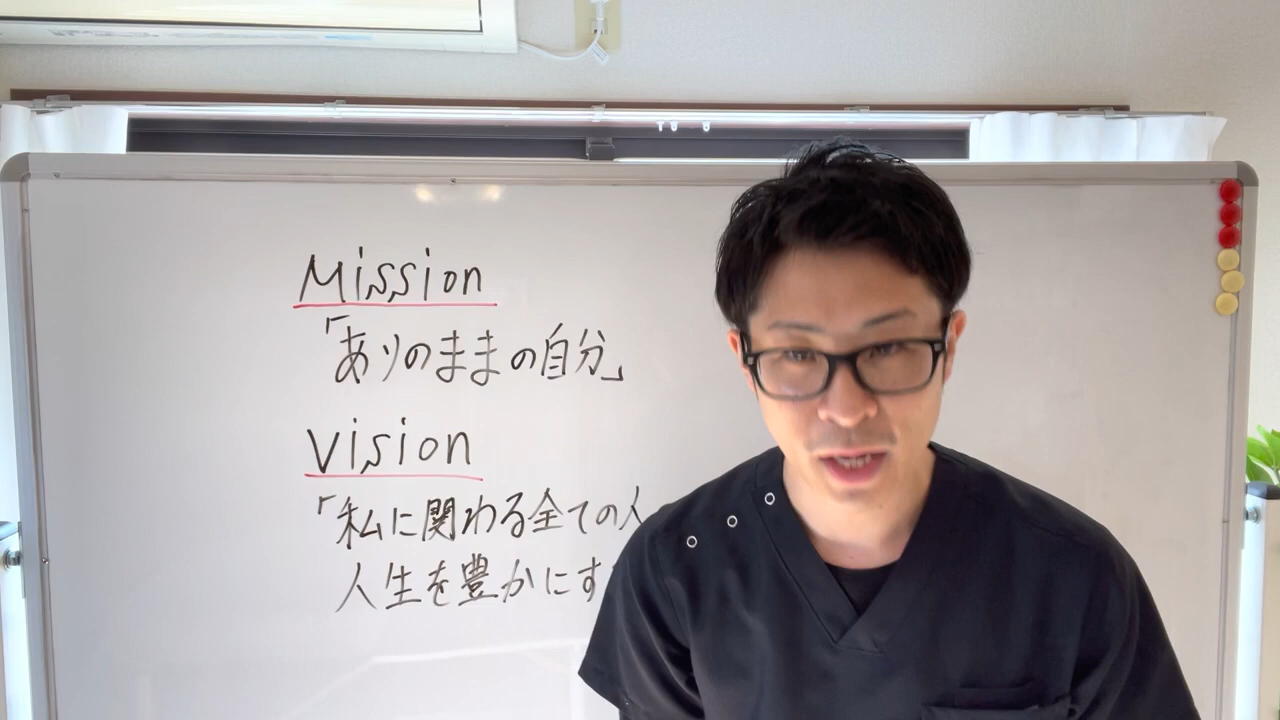 Mission
「ありのままの自分」
Vision
「私に関わる全ての人
人生を豊かにす